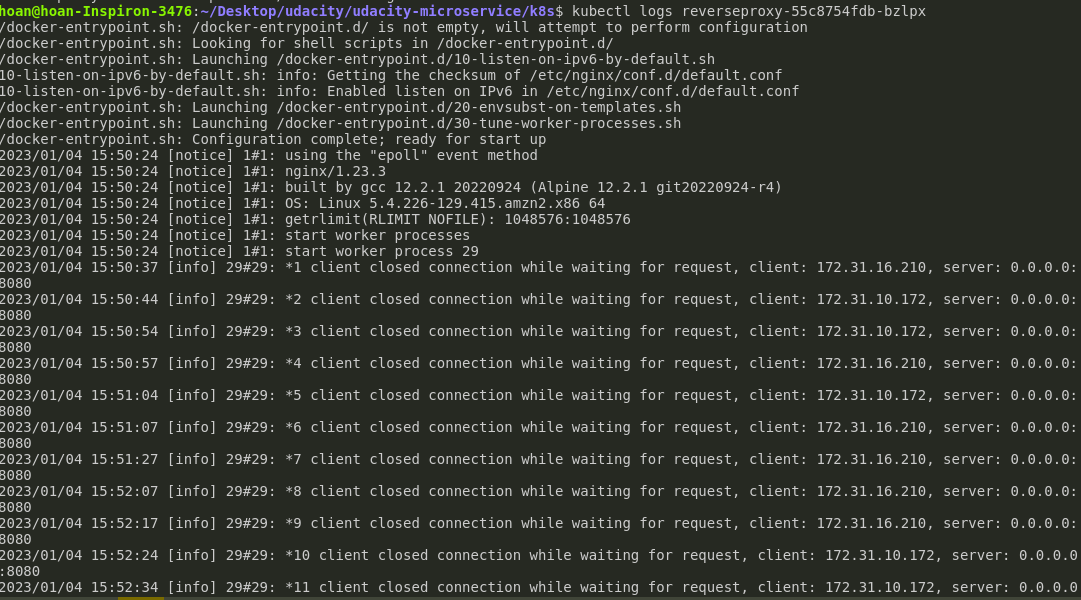 hoan@hoan-Inspiron-3476:~/Desktop/udacity/udacity-microservice/k8s$ kubectl logs reverseproxy-55c8754fdb-bzlpx
/docker-entrypoint.sh: /docker-entrypoint.d/ is not empty, will attempt to perform configuration
/docker-entrypoint.sh: Looking for shell scripts in /docker-entrypoint.d/
/docker-entrypoint.sh: Launching /docker-entrypoint.d/10-listen-on-ipv6-by-default.sh
10-listen-on-ipv6-by-default.sh: info: Getting the checksum of /etc/nginx/conf.d/default.conf
10-listen-on-ipv6-by-default.sh: info: Enabled listen on IPv6 in /etc/nginx/conf.d/default.conf
/docker-entrypoint.sh: Launching /docker-entrypoint.d/20-envsubst-on-templates.sh
/docker-entrypoint.sh: Launching /docker-entrypoint.d/30-tune-worker-processes.sh
/docker-entrypoint.sh: Configuration complete; ready for start up
2023/01/04 15:50:24 [notice] 1#1: using the "epoll" event method
2023/01/04 15:50:24 [notice] 1#1: nginx/1.23.3
2023/01/04 15:50:24 [notice] 1#1: built by gcc 12.2.1 20220924 (Alpine 12.2.1 git20220924-r4)
2023/01/04 15:50:24 [notice] 1#1: OS: Linux 5.4.226-129.415.amzn2.x86 64
2023/01/04 15:50:24 [notice] 1#1: getrlimit(RLIMIT NOFILE): 1048576:1048576
2023/01/04 15:50:24 [notice] 1#1: start worker processes
2023/01/04 15:50:24 [notice] 1#1: start worker process 29
2023/01/04 15:50:37 [info] 29#29: *1 client closed connection while waiting for request, client: 172.31.16.210, server: 0.0.0.0:
8080
2023/01/04 15:50:44 [info] 29#29: *2 client closed connection while waiting for request, client: 172.31.10.172, server: 0.0.0.0:
8080
2023/01/04 15:50:54 [info] 29#29: *3 client closed connection while waiting for request, client: 172.31.10.172, server: 0.0.0.0:
8080
2023/01/04 15:50:57 [info] 29#29: *4 client closed connection while waiting for request, client: 172.31.16.210, server: 0.0.0.0:
8080
2023/01/04 15:51:04 [info] 29#29: *5 client closed connection while waiting for request, client: 172.31.10.172, server: 0.0.0.0:
8080
2023/01/04 15:51:07 [info] 29#29: *6 client closed connection while waiting for request, client: 172.31.16.210, server: 0.0.0.0:
8080
2023/01/04 15:51:27 [info] 29#29: *7 client closed connection while waiting for request, client: 172.31.16.210, server: 0.0.0.0:
8080
2023/01/04 15:52:07 [info] 29#29: *8 client closed connection while waiting for request, client: 172.31.16.210, server: 0.0.0.0:
8080
2023/01/04 15:52:17 [info] 29#29: *9 client closed connection while waiting for request, client: 172.31.16.210, server: 0.0.0.0:
8080
2023/01/04 15:52:24 [info] 29#29: *10 client closed connection while waiting for request, client: 172.31.10.172, server: 0.0.0.0
:8080
2023/01/04 15:52:34 [info] 29#29: *11 client closed connection while waiting for request, client: 172.31.10.172, server: 0.0.0.0